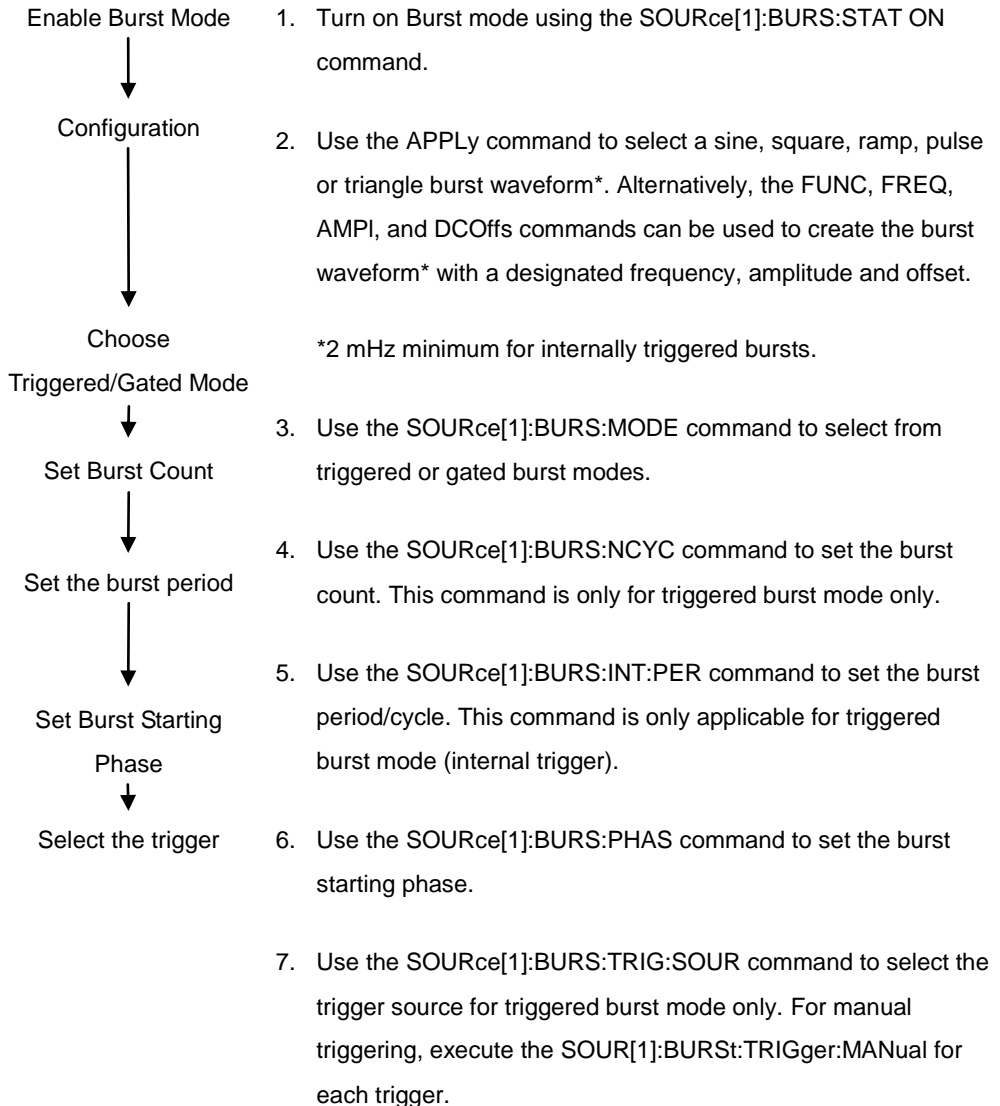 Enable Burst Mode
Configuration
Choose
Triggered/Gated Mode
Set Burst Count
Set the burst period
Set Burst Starting
Phase
Select the trigger
1. Turn on Burst mode using the SOURce[1]:BURS:STAT ON
command.
2. Use the APPLy command to select a sine, square, ramp, pulse
or triangle burst waveform*. Alternatively, the FUNC, FREQ,
AMPl, and DCOffs commands can be used to create the burst
waveform* with a designated frequency, amplitude and offset.
*2 mHz minimum for internally triggered bursts.
3. Use the SOURce[1]:BURS:MODE command to select from
triggered or gated burst modes.
4. Use the SOURce[1]:BURS:NCYC command to set the burst
count. This command is only for triggered burst mode only.
5. Use the SOURce[1]:BURS:INT:PER command to set the burst
period/cycle. This command is only applicable for triggered
burst mode (internal trigger).
6. Use the SOURce[1]:BURS:PHAS command to set the burst
starting phase.
7. Use the SOURce[1]:BURS:TRIG:SOUR command to select the
trigger source for triggered burst mode only. For manual
triggering, execute the SOUR[1]:BURSt:TRIGger:MANual for
each trigger.